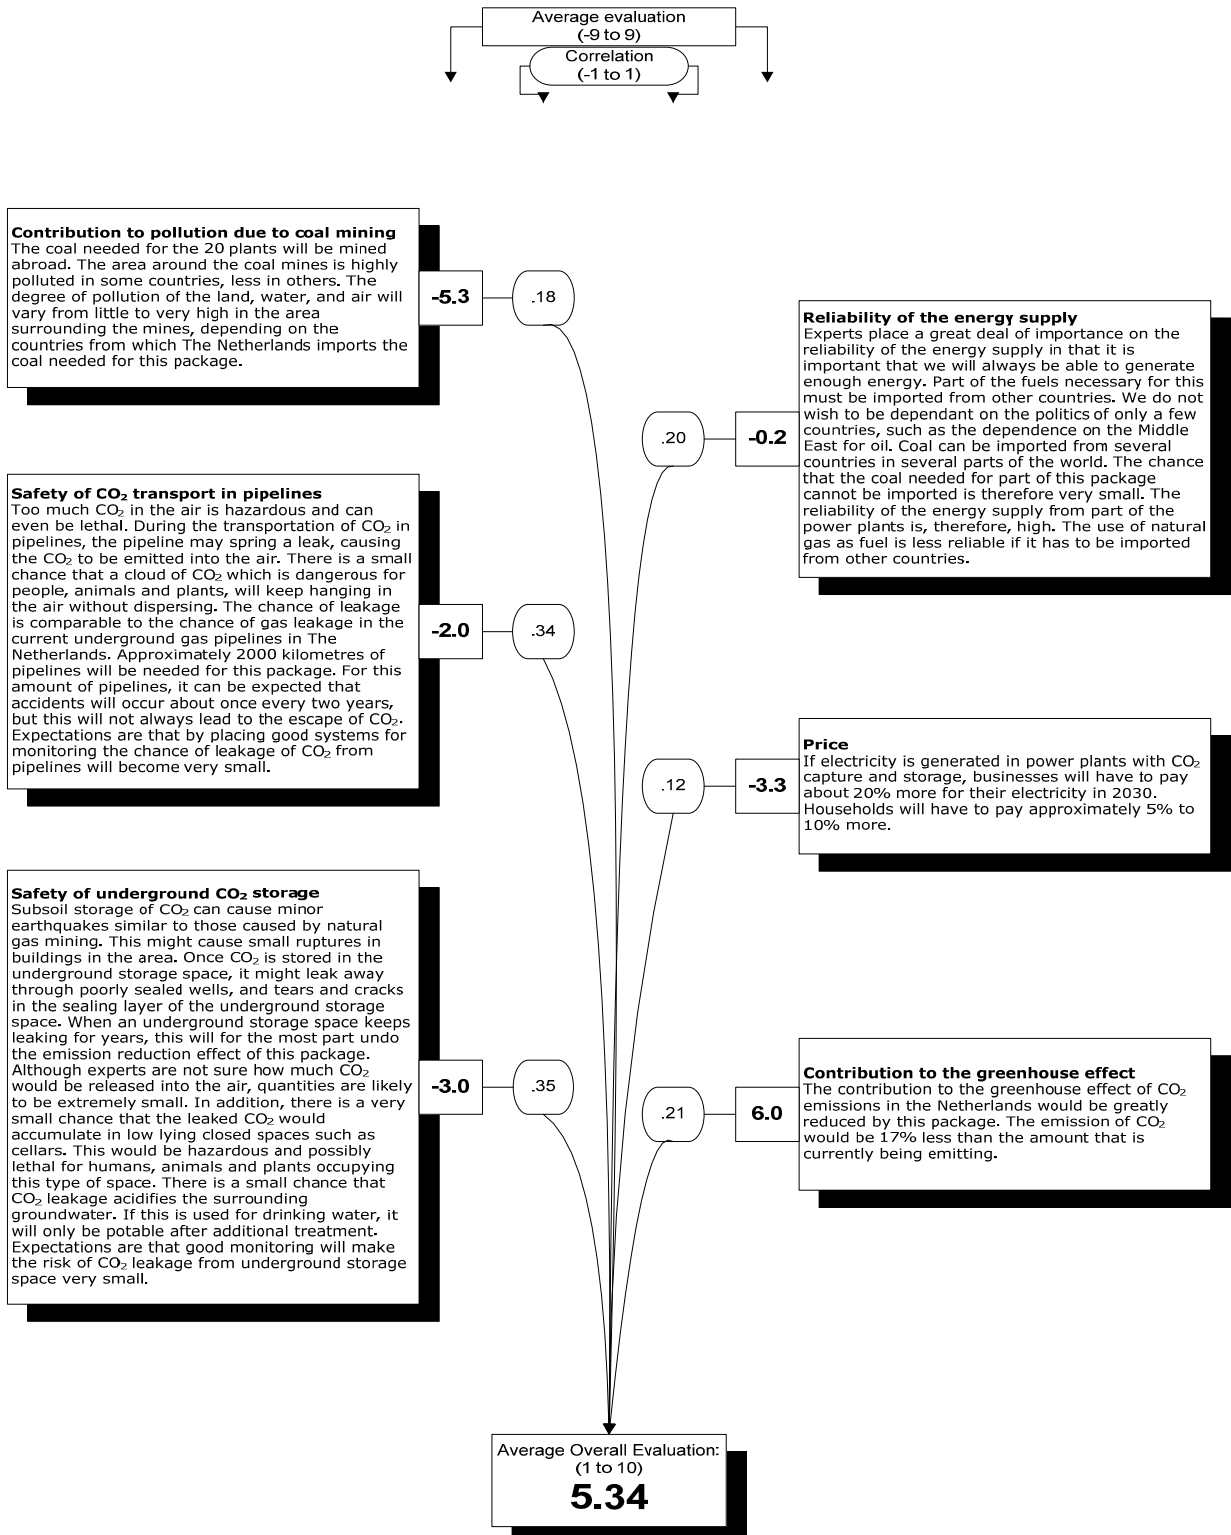 Average evaluation
(-9 to 9)
Correlation
(-1 to 1)
Contribution to pollution due to coal mining
The coal needed for the 20 plants will be mined
abroad. The area around the coal mines is highly
polluted in some countries, less in others. The
degree of pollution of the land, water, and air will
vary from little to very high in the area
surrounding the mines, depending on the
countries from which The Netherlands imports the
coal needed for this package.
-5.3
.18
Safety of CO₂ transport in pipelines
Too much CO₂ in the air is hazardous and can
even be lethal. During the transportation of CO₂ in
pipelines, the pipeline may spring a leak, causing
the CO₂ to be emitted into the air. There is a small
chance that a cloud of CO₂ which is dangerous for
people, animals and plants, will keep hanging in
the air without dispersing. The chance of leakage
is comparable to the chance of gas leakage in the
current underground gas pipelines in The
Netherlands. Approximately 2000 kilometres of
pipelines will be needed for this package. For this
amount of pipelines, it can be expected that
accidents will occur about once every two years,
but this will not always lead to the escape of CO₂.
Expectations are that by placing good systems for
monitoring the chance of leakage of CO₂ from
pipelines will become very small.
-2.0
.34
Safety of underground CO₂ storage
Subsoil storage of CO₂ can cause minor
earthquakes similar to those caused by natural
gas mining. This might cause small ruptures in
buildings in the area. Once CO₂ is stored in the
underground storage space, it might leak away
through poorly sealed wells, and tears and cracks
in the sealing layer of the underground storage
space. When an underground storage space keeps
leaking for years, this will for the most part undo
the emission reduction effect of this package.
Although experts are not sure how much CO₂
would be released into the air, quantities are likely
to be extremely small. In addition, there is a very
small chance that the leaked CO₂ would
accumulate in low lying closed spaces such as
cellars. This would be hazardous and possibly
lethal for humans, animals and plants occupying
this type of space. There is a small chance that
CO₂ leakage acidifies the surrounding
groundwater. If this is used for drinking water, it
will only be potable after additional treatment.
Expectations are that good monitoring will make
the risk of CO₂ leakage from underground storage
space very small.
-3.0
.35
Reliability of the energy supply
Experts place a great deal of importance on the
reliability of the energy supply in that it is
important that we will always be able to generate
enough energy. Part of the fuels necessary for this
must be imported from other countries. We do not
wish to be dependant on the politics of only a few
countries, such as the dependence on the Middle
East for oil. Coal can be imported from several
countries in several parts of the world. The chance
that the coal needed for part of this package
cannot be imported is therefore very small. The
reliability of the energy supply from part of the
power plants is, therefore, high. The use of natural
gas as fuel is less reliable if it has to be imported
from other countries.
.20
-0.2
Price
If electricity is generated in power plants with CO₂
capture and storage, businesses will have to pay
about 20% more for their electricity in 2030.
Households will have to pay approximately 5% to
10% more.
.12
-3.3
Contribution to the greenhouse effect
The contribution to the greenhouse effect of CO₂
emissions in the Netherlands would be greatly
reduced by this package. The emission of CO₂
would be 17% less than the amount that is
currently being emitting.
.21
6.0
Average Overall Evaluation:
(1 to 10)
5.34